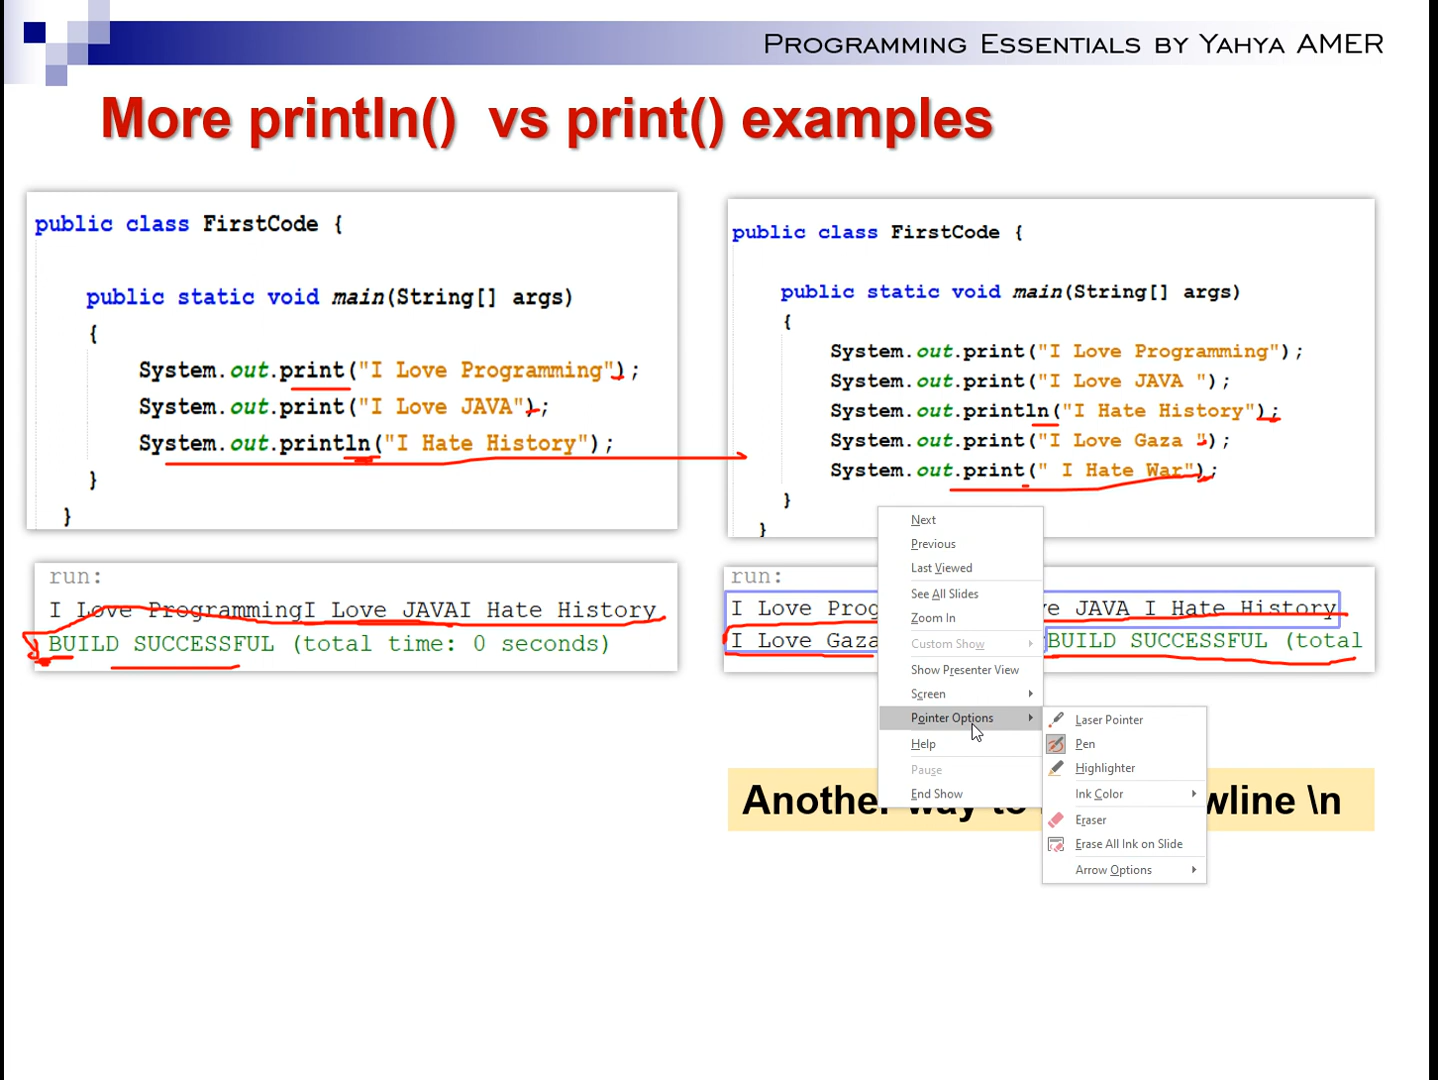 PROGRAMMING ESSENTIALS BY YAHYA AMER
More println() vs print() examples
public class FirstCode {
public static void main(String[] args)
{
System.out.print("I Love Programming");
System.out.print("I Love JAVA");
System.out.println("I Hate History");
}
}
run:
I Love ProgrammingI Love JAVAI Hate History
BUILD SUCCESSFUL (total time: 0 seconds)
public class FirstCode {
public static void main(String[] args)
{
System.out.print("I Love Programming");
System.out.print("I Love JAVA ");
System.out.println("I Hate History");
System.out.print("I Love Gaza ");
System.out.print(" I Hate War");
}
}
run:
I Love Prog ve JAVA I Hate History
I Love Gaza BUILD SUCCESSFUL (total
Another way to wline \n
Next
Previous
Last Viewed
See All Slides
Zoom In
Custom Show
Show Presenter View
Screen
Pointer Options
Help
Pause
End Show
Laser Pointer
Pen
Highlighter
Ink Color
Eraser
Erase All Ink on Slide
Arrow Options